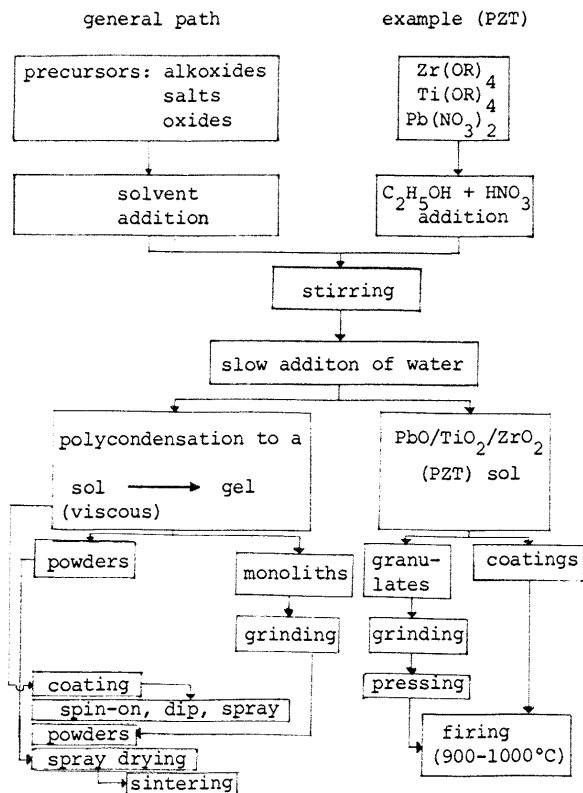 general path
example (PZT)
precursors: alkoxides
salts
oxides
Zr(OR)4
Ti(OR)4
Pb(NO3)2
solvent
addition
C2H5OH + HNO3
addition
stirring
slow additon of water
polycondensation to a
sol → gel
(viscous)
PbO/TiO2/ZrO2
(PZT) sol
powders
monoliths
granu-
lates
coatings
grinding
grinding
coating
pressing
spin-on, dip, spray
powders
firing
(900-1000°C)
spray drying
sintering